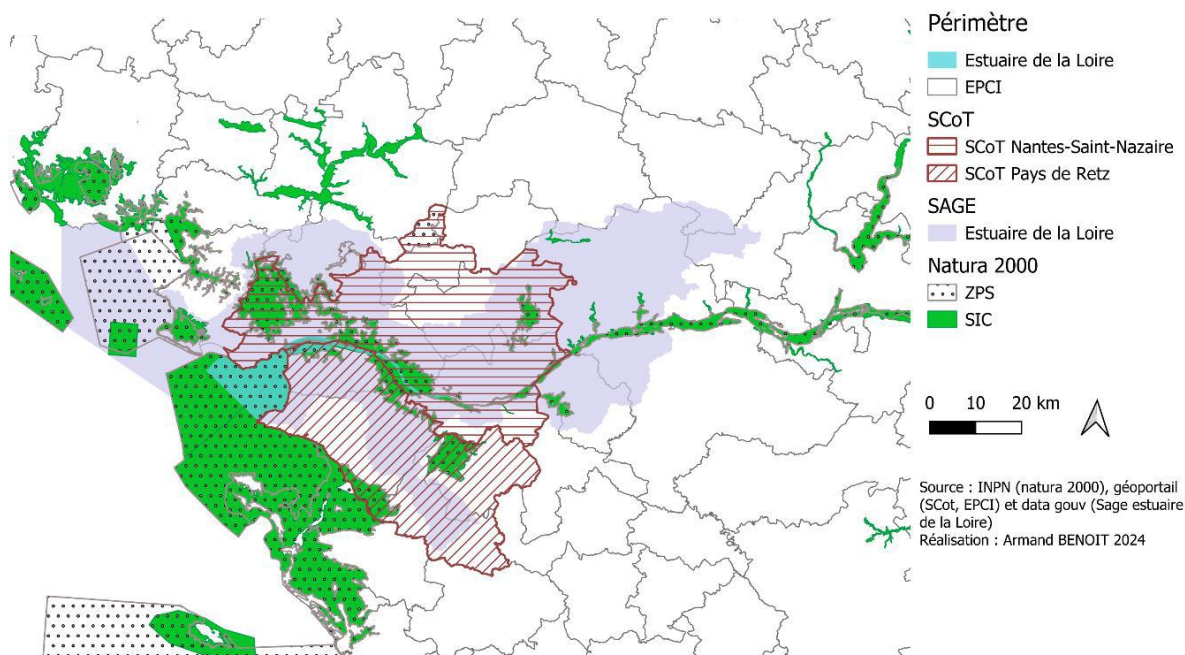 Périmètre
Estuaire de la Loire
EPCI
SCoT
SCoT Nantes-Saint-Nazaire
SCoT Pays de Retz
SAGE
Estuaire de la Loire
Natura 2000
ZPS
SIC
0 10 20 km
Source : INPN (natura 2000), géoportail
(SCot, EPCI) et data gouv (Sage estuaire
de la Loire)
Réalisation : Armand BENOIT 2024